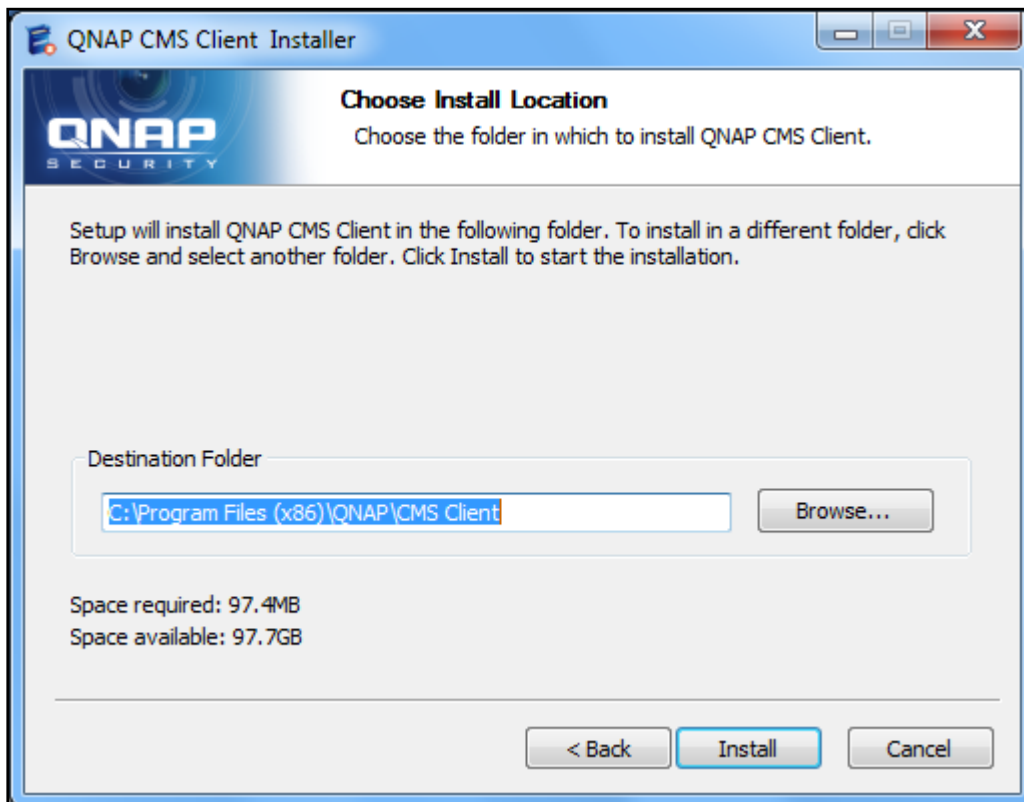 QNAP CMS Client Installer
QNAP
SECURITY
Choose Install Location
Choose the folder in which to install QNAP CMS Client.
Setup will install QNAP CMS Client in the following folder. To install in a different folder, click
Browse and select another folder. Click Install to start the installation.
Destination Folder
C:\Program Files (x86)\QNAP\CMS Client
Browse...
Space required: 97.4MB
Space available: 97.7GB
< Back
Install
Cancel